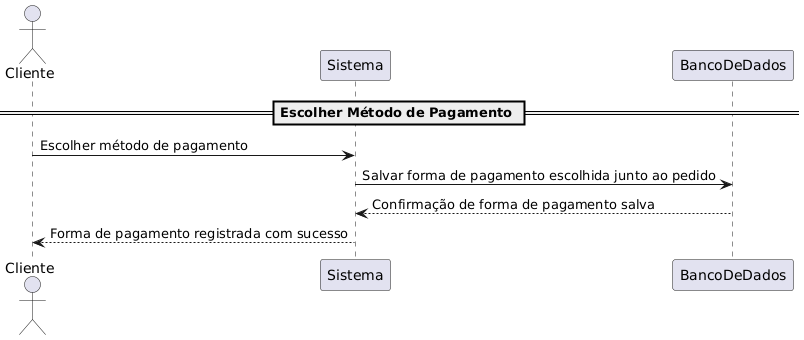 Cliente
Sistema
BancoDeDados
Escolher Método de Pagamento
Escolher método de pagamento
Salvar forma de pagamento escolhida junto ao pedido
Confirmação de forma de pagamento salva
Forma de pagamento registrada com sucesso
Cliente
Sistema
BancoDeDados